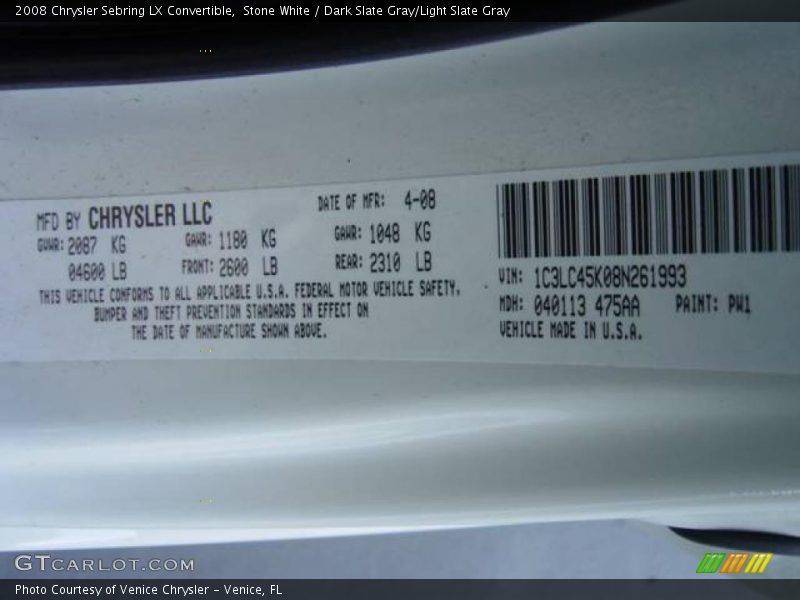 2008 Chrysler Sebring LX Convertible,  Stone White / Dark Slate Gray/Light Slate Gray
MFD BY CHRYSLER LLC
DATE OF MFR: 4-08
GVWR: 2087 KG
GAWR: 1180 KG
GAWR: 1048 KG
04600 LB
FRONT: 2600 LB
REAR: 2310 LB
THIS VEHICLE CONFORMS TO ALL APPLICABLE U.S.A. FEDERAL MOTOR VEHICLE SAFETY.
BUMPER AND THEFT PREVENTION STANDARDS IN EFFECT ON
THE DATE OF MANUFACTURE SHOWN ABOVE.
VIN: 1C3LC45K08N261993
MDH: 040113 475AA
PAINT: PW1
VEHICLE MADE IN U.S.A.
GTCARLOT.COM
Photo Courtesy of Venice Chrysler – Venice, FL